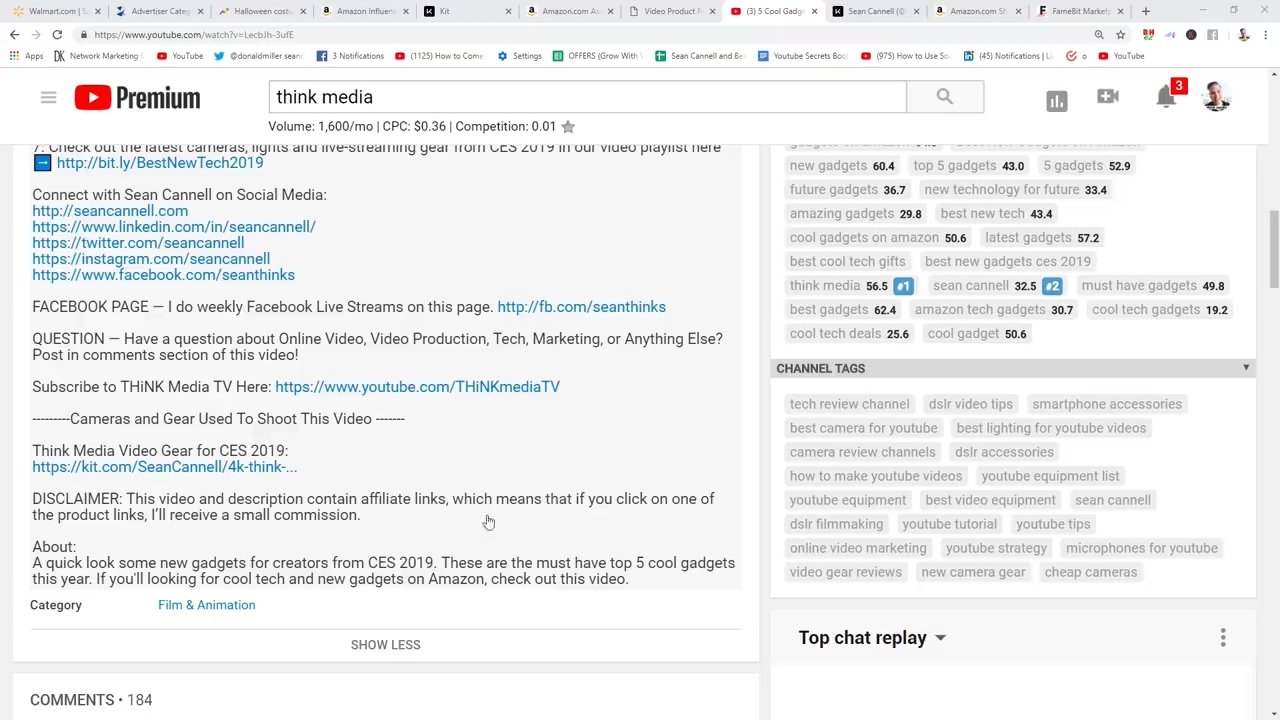 Walmart.com | S
Advertiser Categ
Halloween costu
Amazon Influenc
Kit
Amazon.com As
Video Product R
(3) 5 Cool Gadge
Sean Cannell (@
Amazon.com Sh
FameBit Market
https://www.youtube.com/watch?v=LecbJh-3ufE
Apps
Network Marketing
YouTube
@donaldmiller sean
3 Notifications
(1125) How to Come
Settings
OFFERS (Grow With
Sean Cannell and Be
Youtube Secrets Boo
(975) How to Use So
(45) Notifications | Li
YouTube
Premium
think media
3
Volume: 1,600/mo | CPC: $0.36 | Competition: 0.01
7. Check out the latest cameras, lights and live-streaming gear from CES 2019 in our video playlist here
http://bit.ly/BestNewTech2019
Connect with Sean Cannell on Social Media:
http://seancannell.com
https://www.linkedin.com/in/seancannell/
https://twitter.com/seancannell
https://instagram.com/seancannell
https://www.facebook.com/seanthinks
FACEBOOK PAGE — I do weekly Facebook Live Streams on this page. http://fb.com/seanthinks
QUESTION — Have a question about Online Video, Video Production, Tech, Marketing, or Anything Else?
Post in comments section of this video!
Subscribe to THiNK Media TV Here: https://www.youtube.com/THiNKmediaTV
---------Cameras and Gear Used To Shoot This Video -------
Think Media Video Gear for CES 2019:
https://kit.com/SeanCannell/4k-think-...
DISCLAIMER: This video and description contain affiliate links, which means that if you click on one of
the product links, I'll receive a small commission.
About:
A quick look some new gadgets for creators from CES 2019. These are the must have top 5 cool gadgets
this year. If you'll looking for cool tech and new gadgets on Amazon, check out this video.
Category Film & Animation
SHOW LESS
COMMENTS • 184
new gadgets 60.4 top 5 gadgets 43.0 5 gadgets 52.9
future gadgets 36.7 new technology for future 33.4
amazing gadgets 29.8 best new tech 43.4
cool gadgets on amazon 50.6 latest gadgets 57.2
best cool tech gifts best new gadgets ces 2019
think media 56.5 #1 sean cannell 32.5 #2 must have gadgets 49.8
best gadgets 62.4 amazon tech gadgets 30.7 cool tech gadgets 19.2
cool tech deals 25.6 cool gadget 50.6
CHANNEL TAGS
tech review channel dslr video tips smartphone accessories
best camera for youtube best lighting for youtube videos
camera review channels dslr accessories
how to make youtube videos youtube equipment list
youtube equipment best video equipment sean cannell
dslr filmmaking youtube tutorial youtube tips
online video marketing youtube strategy microphones for youtube
video gear reviews new camera gear cheap cameras
Top chat replay